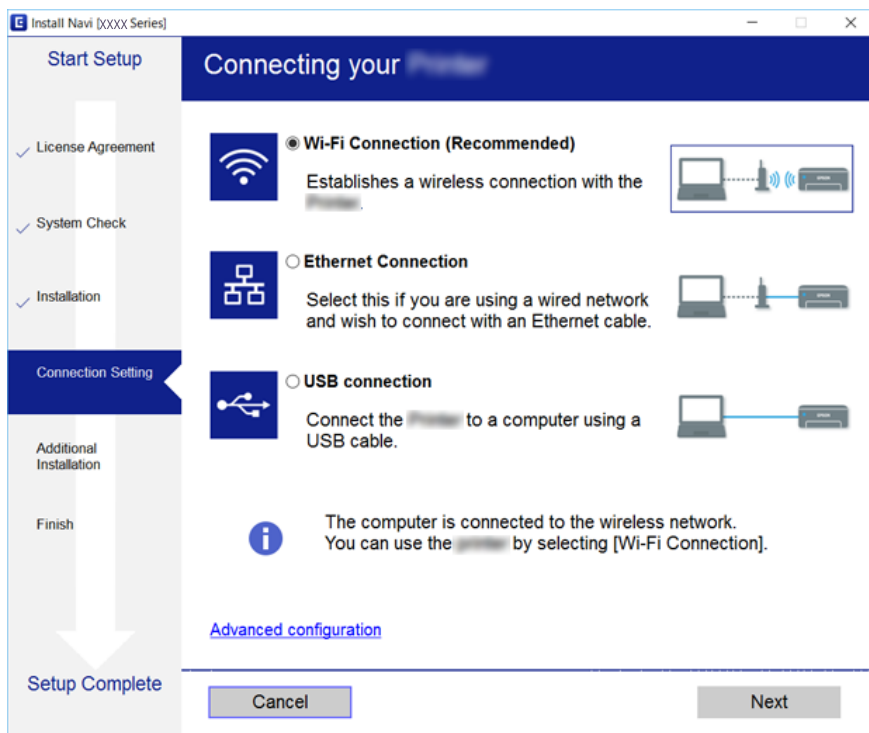 Install Navi [XXXX Series]
Start Setup
License Agreement
System Check
Installation
Connection Setting
Additional
Installation
Finish
Setup Complete
Connecting your
Wi-Fi Connection (Recommended)
Establishes a wireless connection with the
.
Ethernet Connection
Select this if you are using a wired network
and wish to connect with an Ethernet cable.
USB connection
Connect the to a computer using a
USB cable.
The computer is connected to the wireless network.
You can use the by selecting [Wi-Fi Connection].
Advanced configuration
Cancel
Next